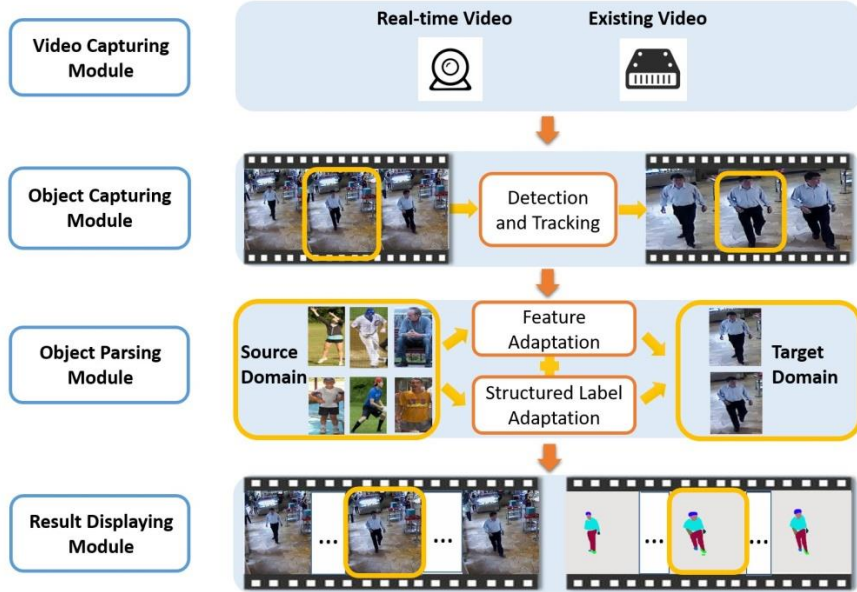 Real-time Video
Existing Video
Video Capturing
Module
Object Capturing
Module
Detection
and Tracking
Object Parsing
Module
Source
Domain
Feature
Adaptation
Structured Label
Adaptation
Target
Domain
Result Displaying
Module
...
...
...
...